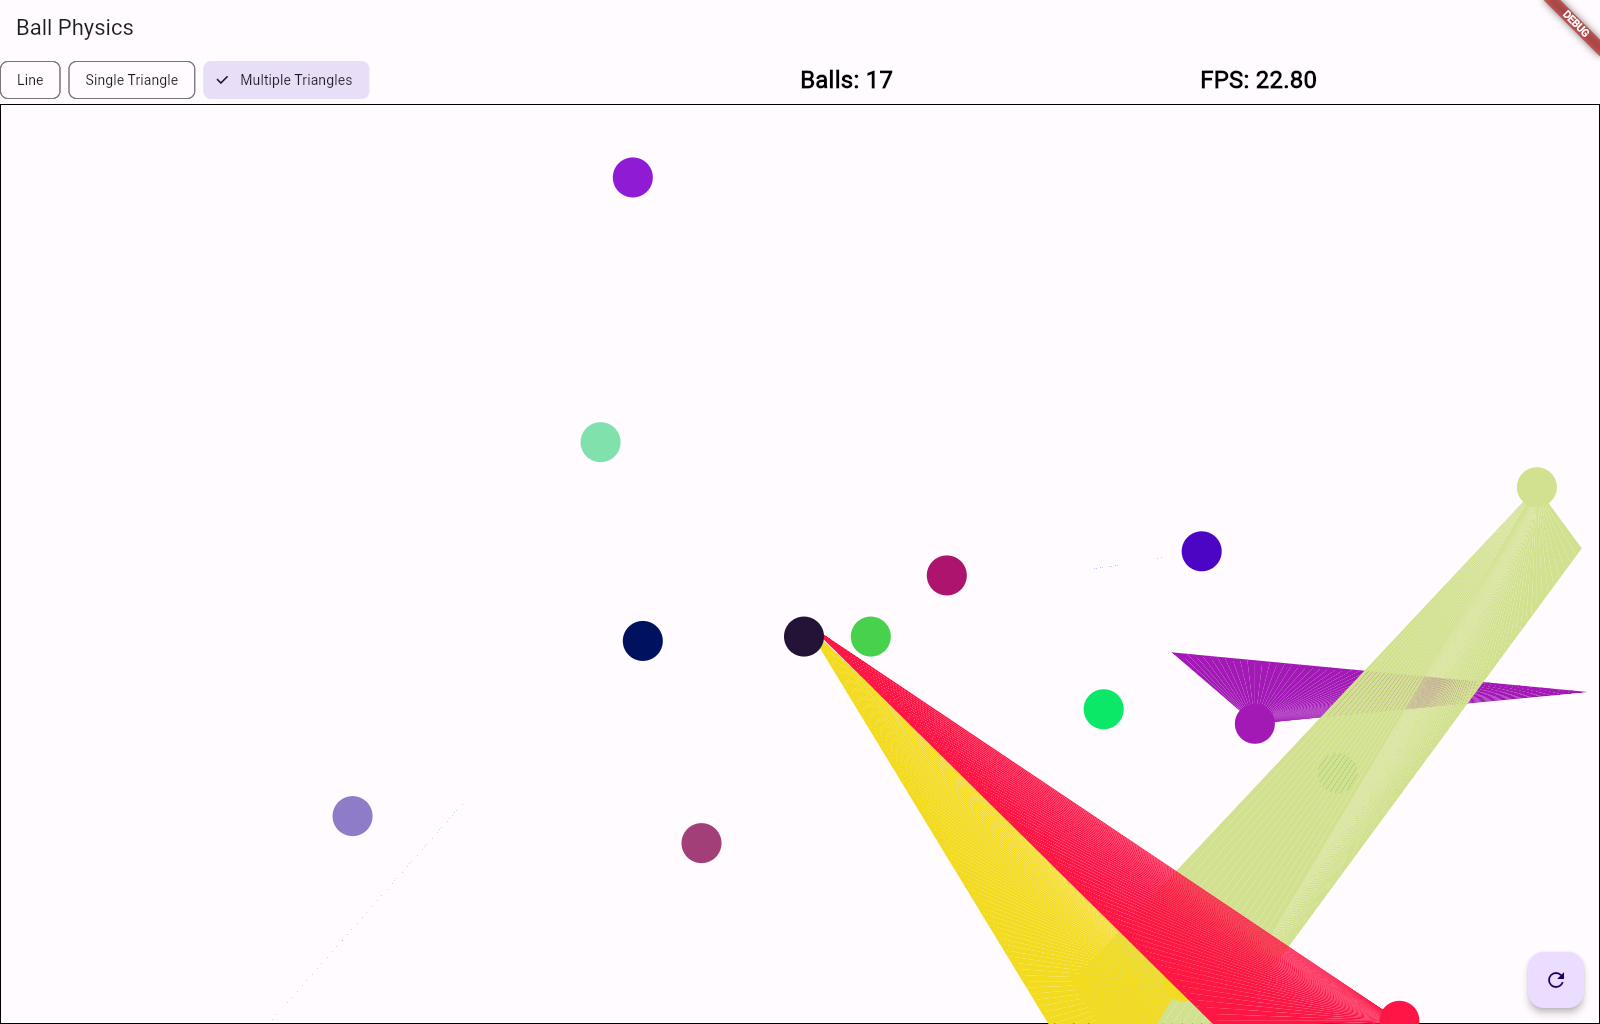 Ball Physics
DEBUG
Line
Single Triangle
Multiple Triangles
Balls: 17
FPS: 22.80